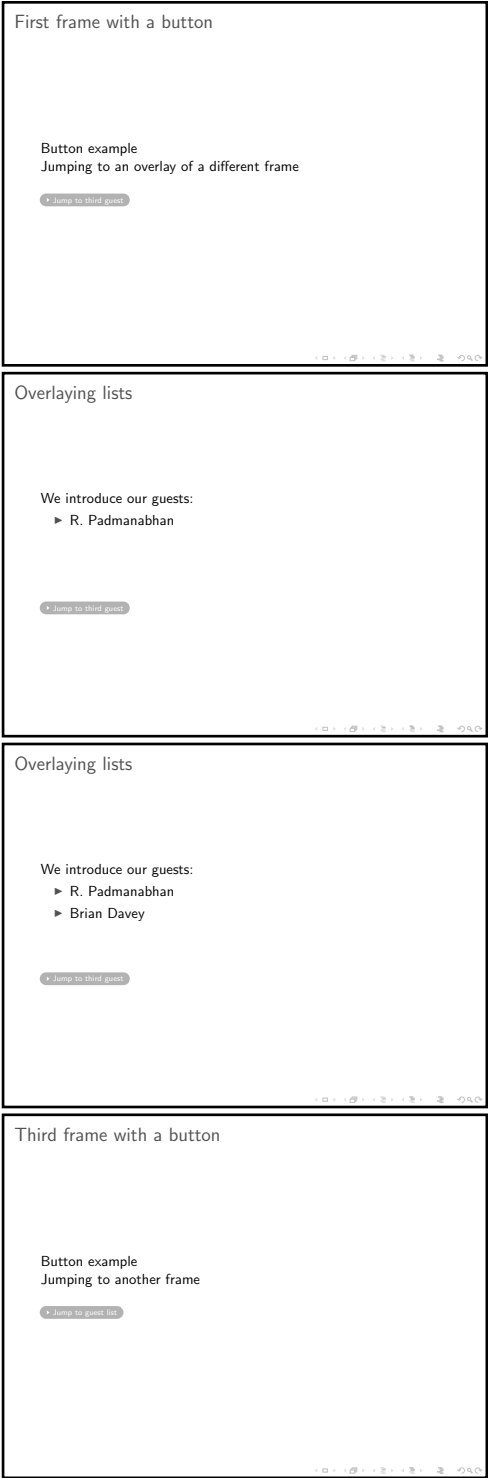 First frame with a button
Button example
Jumping to an overlay of a different frame
Jump to third guest
Overlaying lists
We introduce our guests:
R. Padmanabhan
Jump to third guest
Overlaying lists
We introduce our guests:
R. Padmanabhan
Brian Davey
Jump to third guest
Third frame with a button
Button example
Jumping to another frame
Jump to guest list